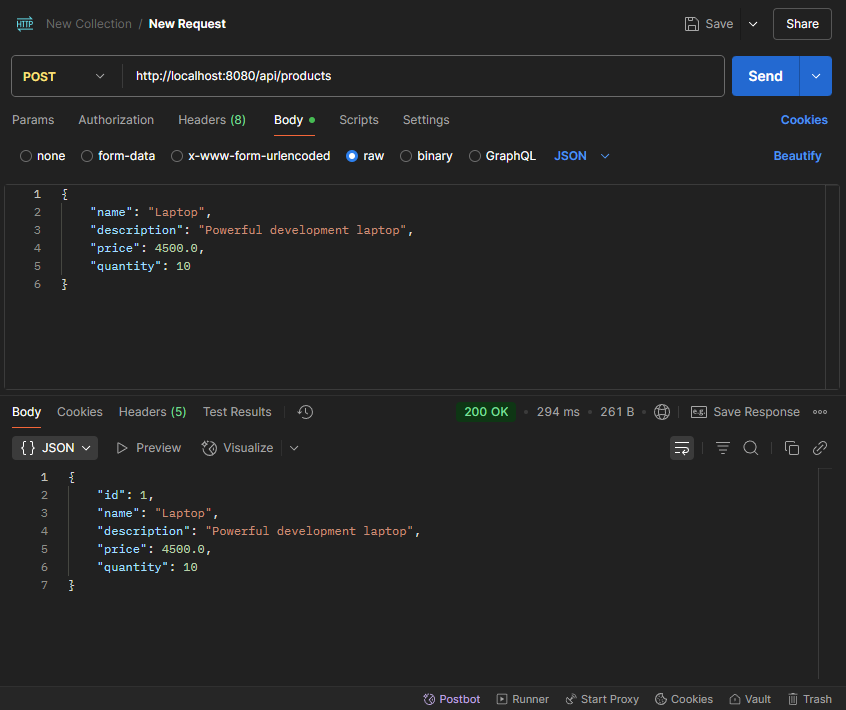 HTTP New Collection / New Request Save Share
POST http://localhost:8080/api/products Send
Params Authorization Headers (8) Body Scripts Settings Cookies
none form-data x-www-form-urlencoded raw binary GraphQL JSON Beautify
1 {
2 "name": "Laptop",
3 "description": "Powerful development laptop",
4 "price": 4500.0,
5 "quantity": 10
6 }
Body Cookies Headers (5) Test Results 200 OK • 294 ms • 261 B • e.g. Save Response
{} JSON Preview Visualize
1 {
2 "id": 1,
3 "name": "Laptop",
4 "description": "Powerful development laptop",
5 "price": 4500.0,
6 "quantity": 10
7 }
Postbot Runner Start Proxy Cookies Vault Trash